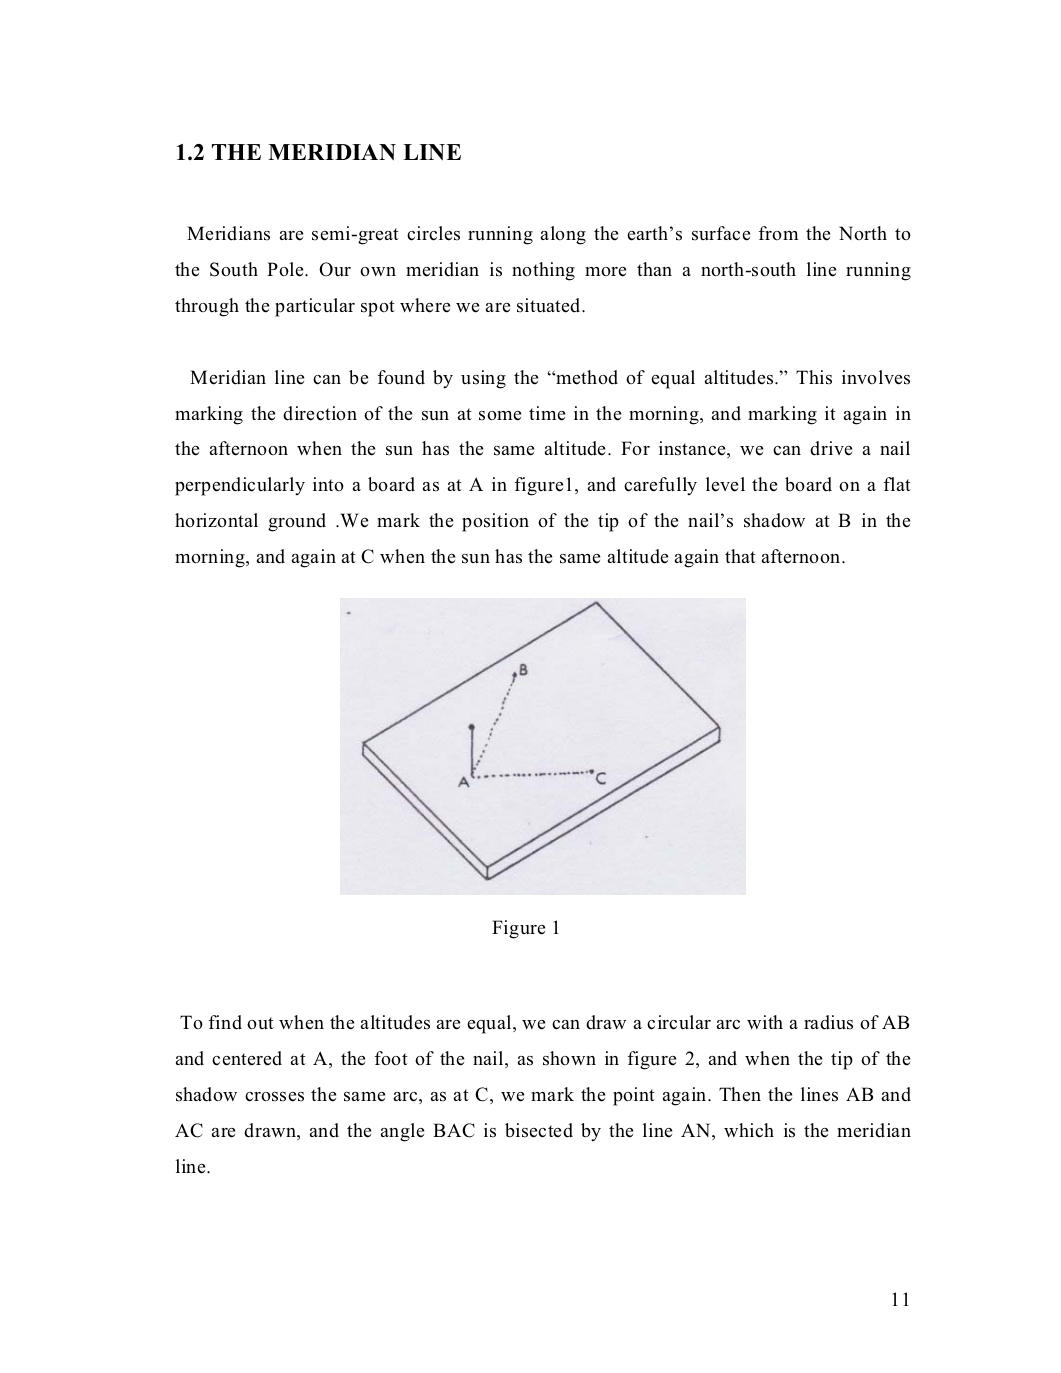 1.2 THE MERIDIAN LINE
Meridians are semi-great circles running along the earth’s surface from the North to
the South Pole. Our own meridian is nothing more than a north-south line running
through the particular spot where we are situated.
Meridian line can be found by using the “method of equal altitudes.” This involves
marking the direction of the sun at some time in the morning, and marking it again in
the afternoon when the sun has the same altitude. For instance, we can drive a nail
perpendicularly into a board as at A in figure1, and carefully level the board on a flat
horizontal ground .We mark the position of the tip of the nail’s shadow at B in the
morning, and again at C when the sun has the same altitude again that afternoon.
B
A
C
Figure 1
To find out when the altitudes are equal, we can draw a circular arc with a radius of AB
and centered at A, the foot of the nail, as shown in figure 2, and when the tip of the
shadow crosses the same arc, as at C, we mark the point again. Then the lines AB and
AC are drawn, and the angle BAC is bisected by the line AN, which is the meridian
line.
11